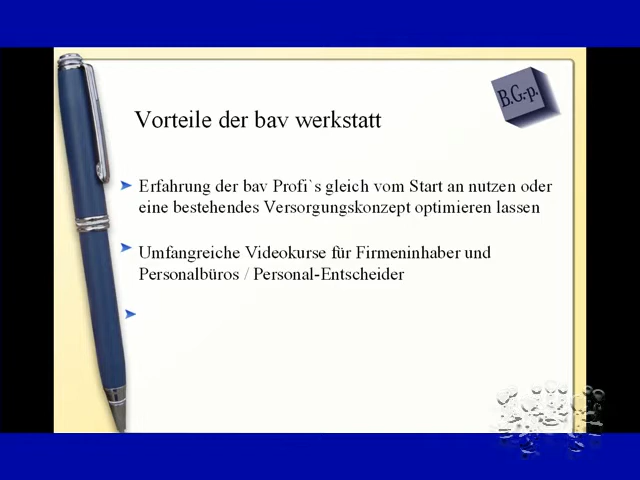 B.G.-p.
Vorteile der bav werkstatt
Erfahrung der bav Profi`s gleich vom Start an nutzen oder
eine bestehendes Versorgungskonzept optimieren lassen
Umfangreiche Videokurse für Firmeninhaber und
Personalbüros / Personal-Entscheider